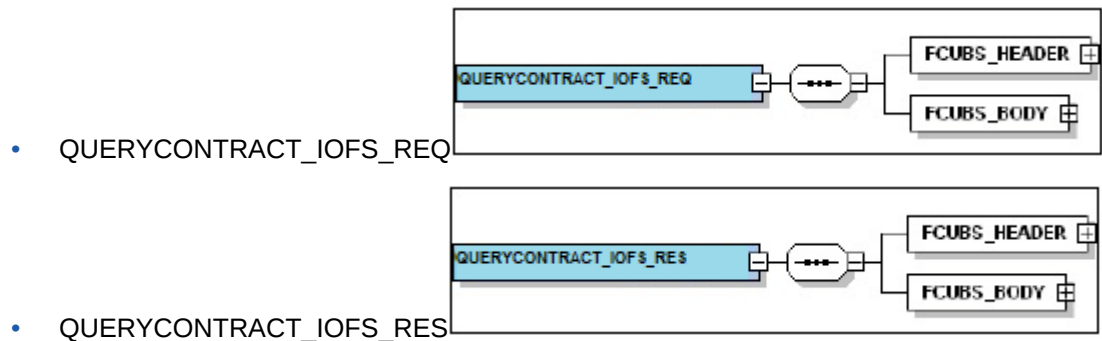 QUERYCONTRACT_IOFS_REQ
FCUBS_HEADER
FCUBS_BODY
• QUERYCONTRACT_IOFS_REQ
QUERYCONTRACT_IOFS_RES
FCUBS_HEADER
FCUBS_BODY
• QUERYCONTRACT_IOFS_RES